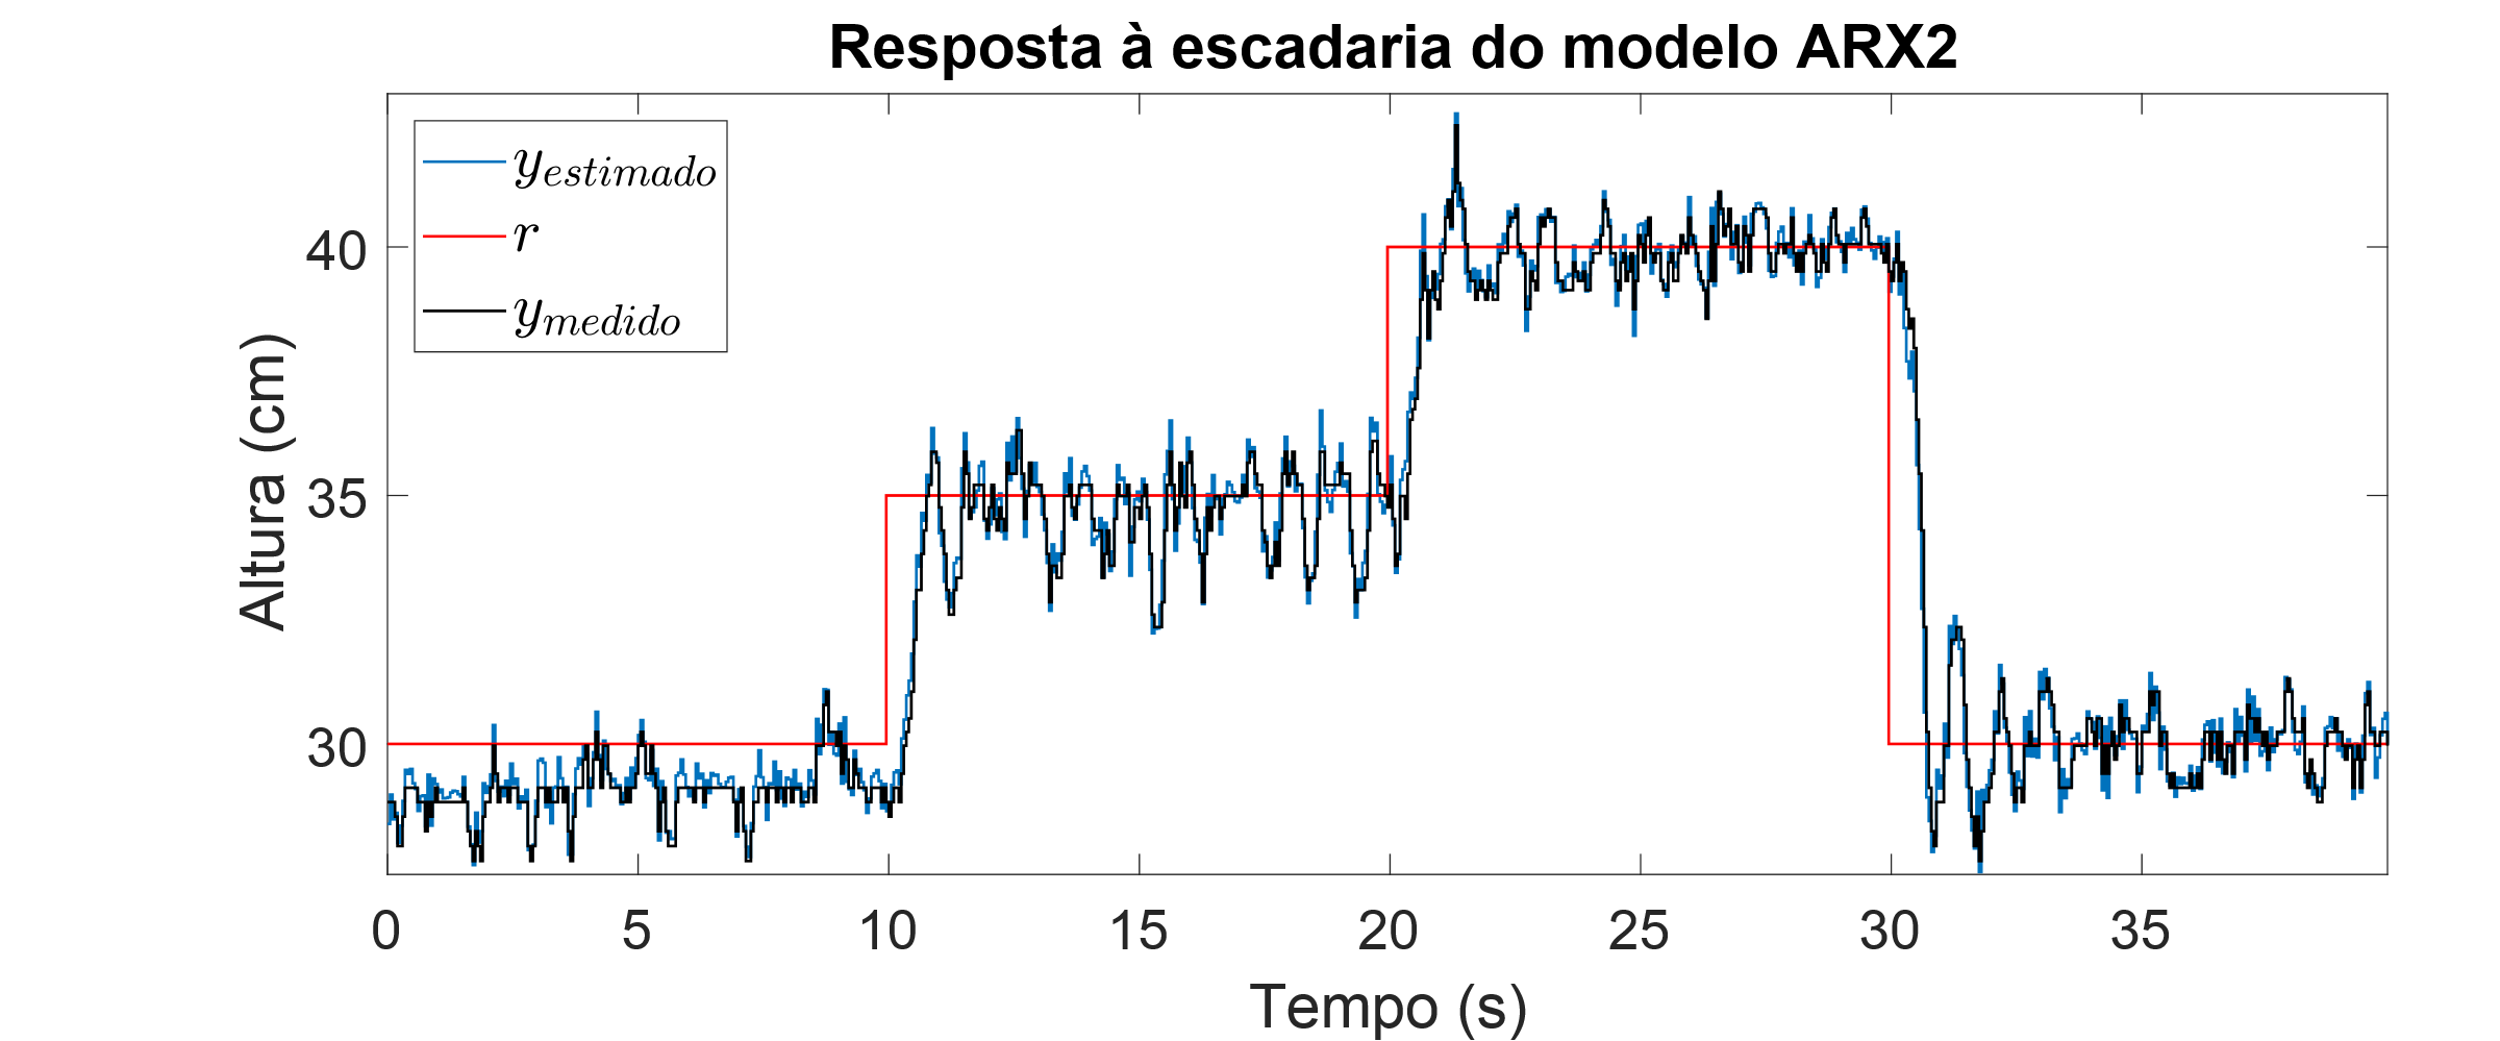 Resposta à escadaria do modelo ARX2
y_estimado
r
y_medido
Altura (cm)
40
35
30
0 5 10 15 20 25 30 35
Tempo (s)